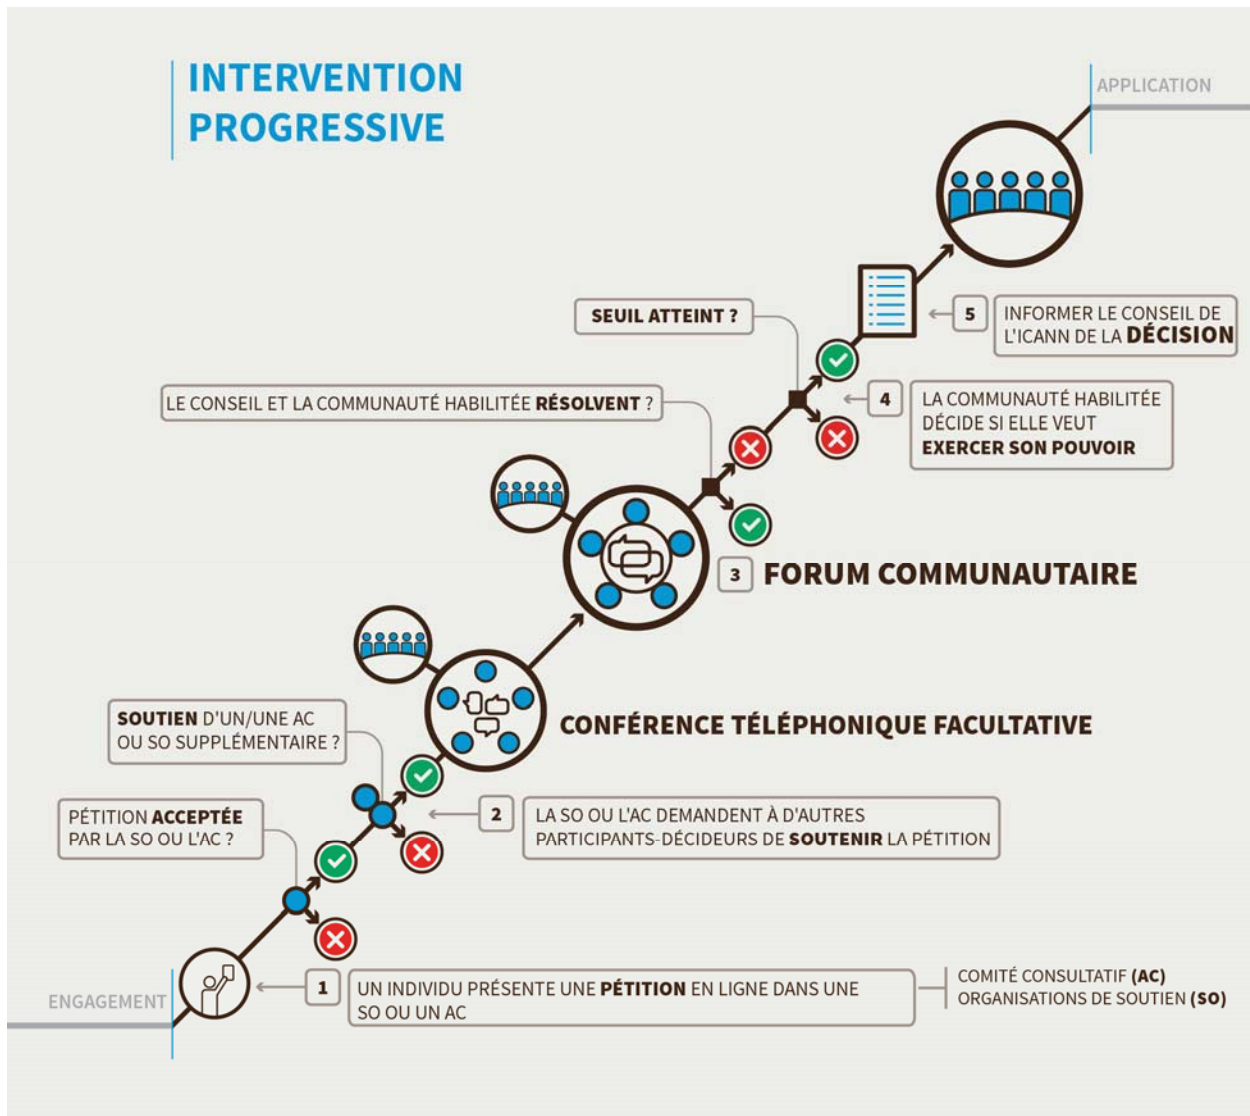 INTERVENTION
PROGRESSIVE
APPLICATION
5
INFORMER LE CONSEIL DE
L'ICANN DE LA DÉCISION
SEUIL ATTEINT ?
LE CONSEIL ET LA COMMUNAUTÉ HABILITÉE RÉSOLVENT ?
4
LA COMMUNAUTÉ HABILITÉE
DÉCIDE SI ELLE VEUT
EXERCER SON POUVOIR
3
FORUM COMMUNAUTAIRE
CONFÉRENCE TÉLÉPHONIQUE FACULTATIVE
SOUTIEN D'UN/UNE AC
OU SO SUPPLÉMENTAIRE ?
PÉTITION ACCEPTÉE
PAR LA SO OU L'AC ?
2
LA SO OU L'AC DEMANDENT À D'AUTRES
PARTICIPANTS-DÉCIDEURS DE SOUTENIR LA PÉTITION
ENGAGEMENT
1
UN INDIVIDU PRÉSENTE UNE PÉTITION EN LIGNE DANS UNE
SO OU UN AC
COMITÉ CONSULTATIF (AC)
ORGANISATIONS DE SOUTIEN (SO)